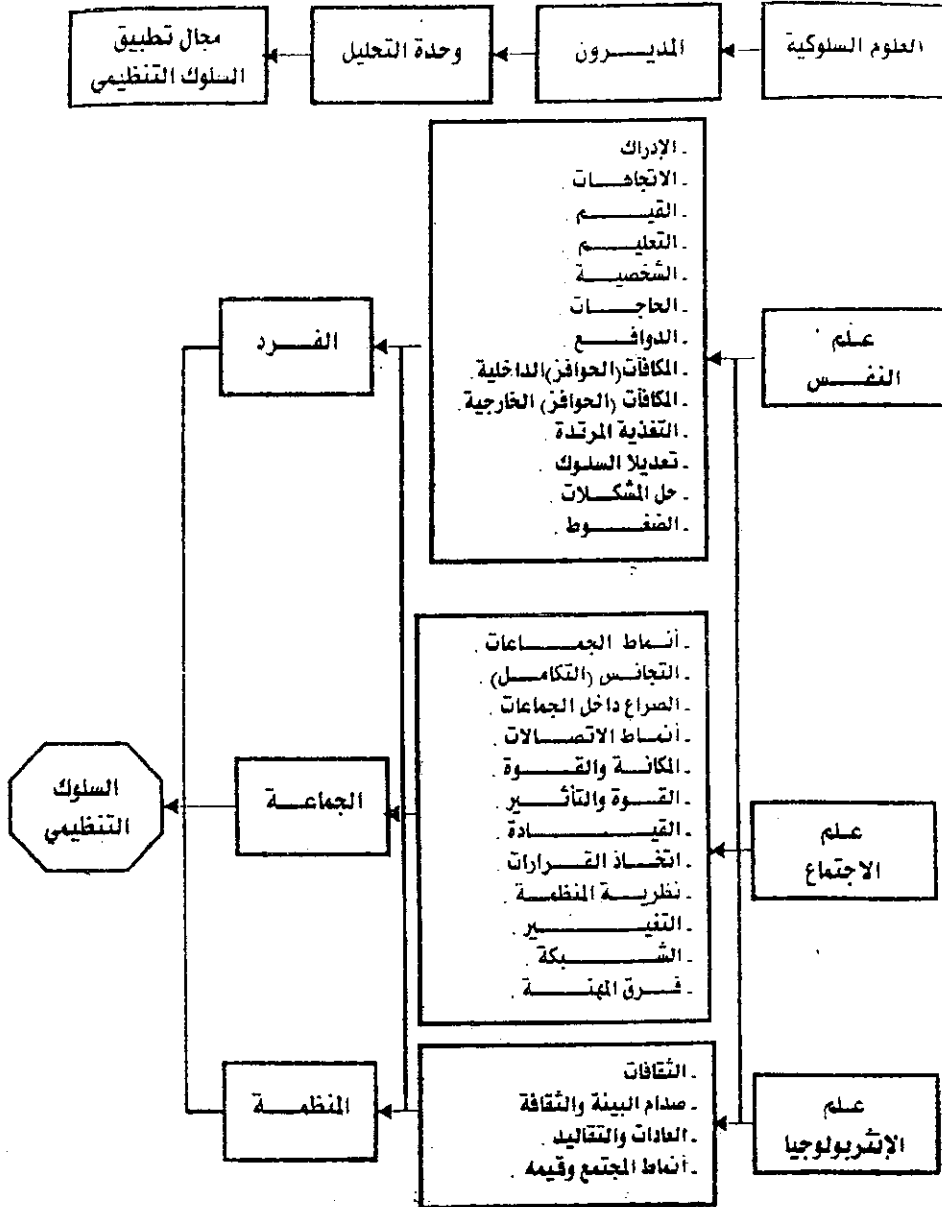 العلوم السلوكية
المديرون
وحدة التحليل
مجال تطبيق
السلوك التنظيمي
علم
النفس
- الإدراك
- الاتجاهات .
- القيم .
- التعليم .
- الشخصية .
- الحاجات .
- الدوافع .
- المكافآت (الحوافز) الداخلية .
- المكافآت (الحوافز) الخارجية .
- التغذية المرتدة
- تعديلا السلوك .
- حل المشكلات .
- الضغوط .
الفرد
علم
الاجتماع
- أنماط الجماعات .
- التجانس (التكامل) .
- الصراع داخل الجماعات .
- أنماط الاتصالات .
- المكانة والقوة .
- القوة والتأثير .
- القيادة .
- اتخاذ القرارات .
- نظرية المنظمة .
- التغير .
- الشبكة .
- فرق المهنة .
الجماعة
السلوك
التنظيمي
علم
الإنثربولوجيا
- الثقافات
- صدام البيئة والثقافة
- العادات والتقاليد .
- أنماط المجتمع وقيمه .
المنظمة